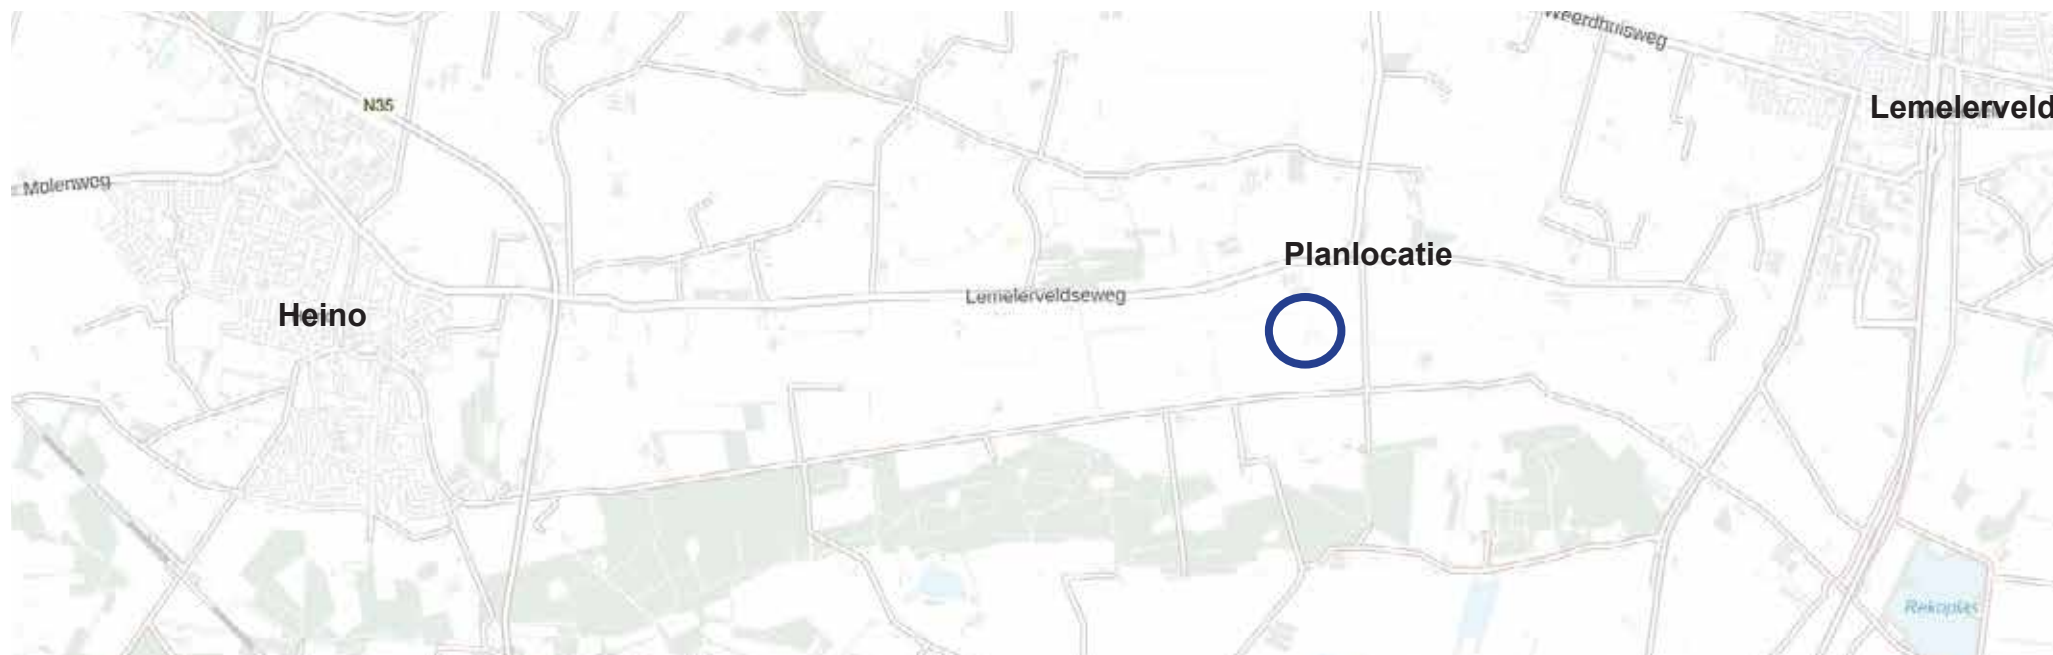 Weerdhuisweg
N35
Lemelerveld
Molenweg
Planlocatie
Lemelerveldseweg
Heino
Rekoplas